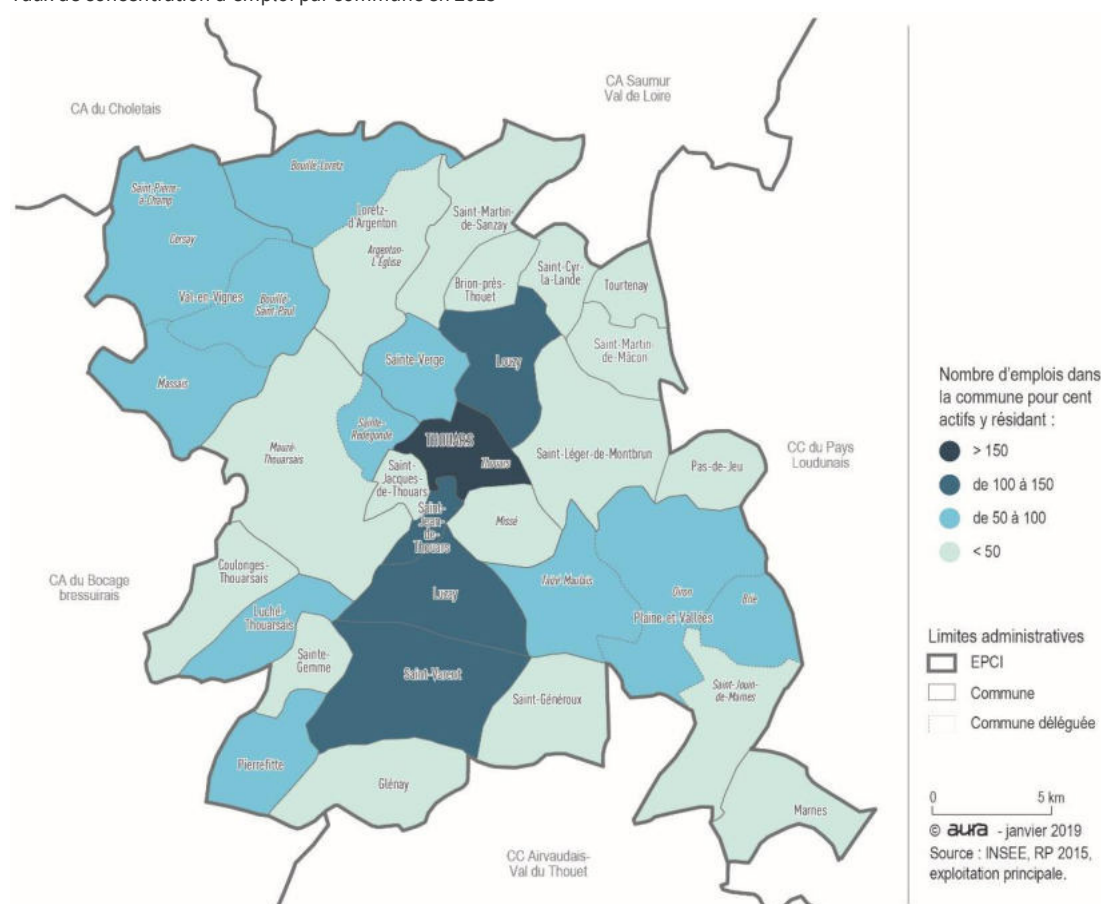 Taux de concentration d'emploi par commune en 2015
CA Saumur
Val de Loire
CA du Choletais
Bouillé-Loretz
Saint-Pierre-
à-Champ
Cersay
Loretz-
d'Argenton
Argenton-
L'Église
Saint-Martin-
de-Sanzay
Brion-près-
Thouet
Saint-Cyr-
la-Lande
Tourtenay
Val-en-Vignes
Bouillé-
Saint-Paul
Saint-Martin-
de-Mâcon
Massais
Sainte-Verge
Louzy
Sainte-
Radegonde
THOUARS
Thouars
Mauzé-
Thouarsais
Saint-Léger-de-Montbrun
Pas-de-Jeu
CC du Pays
Loudunais
Saint-
Jacques-
de-Thouars
Saint-
Jean-
de-
Thouars
Missé
Coulonges-
Thouarsais
CA du Bocage
bressuirais
Luzay
Taizé-Maulais
Oiron
Brie
Plaine et Vallées
Luché-
Thouarsais
Sainte-
Gemme
Saint-Varent
Saint-Généroux
Saint-Jouin-
de-Marnes
Pierrefitte
Glénay
Marnes
CC Airvaudais-
Val du Thouet
Nombre d'emplois dans
la commune pour cent
actifs y résidant :
> 150
de 100 à 150
de 50 à 100
< 50
Limites administratives
EPCI
Commune
Commune déléguée
0 5 km
© aura - janvier 2019
Source : INSEE, RP 2015,
exploitation principale.